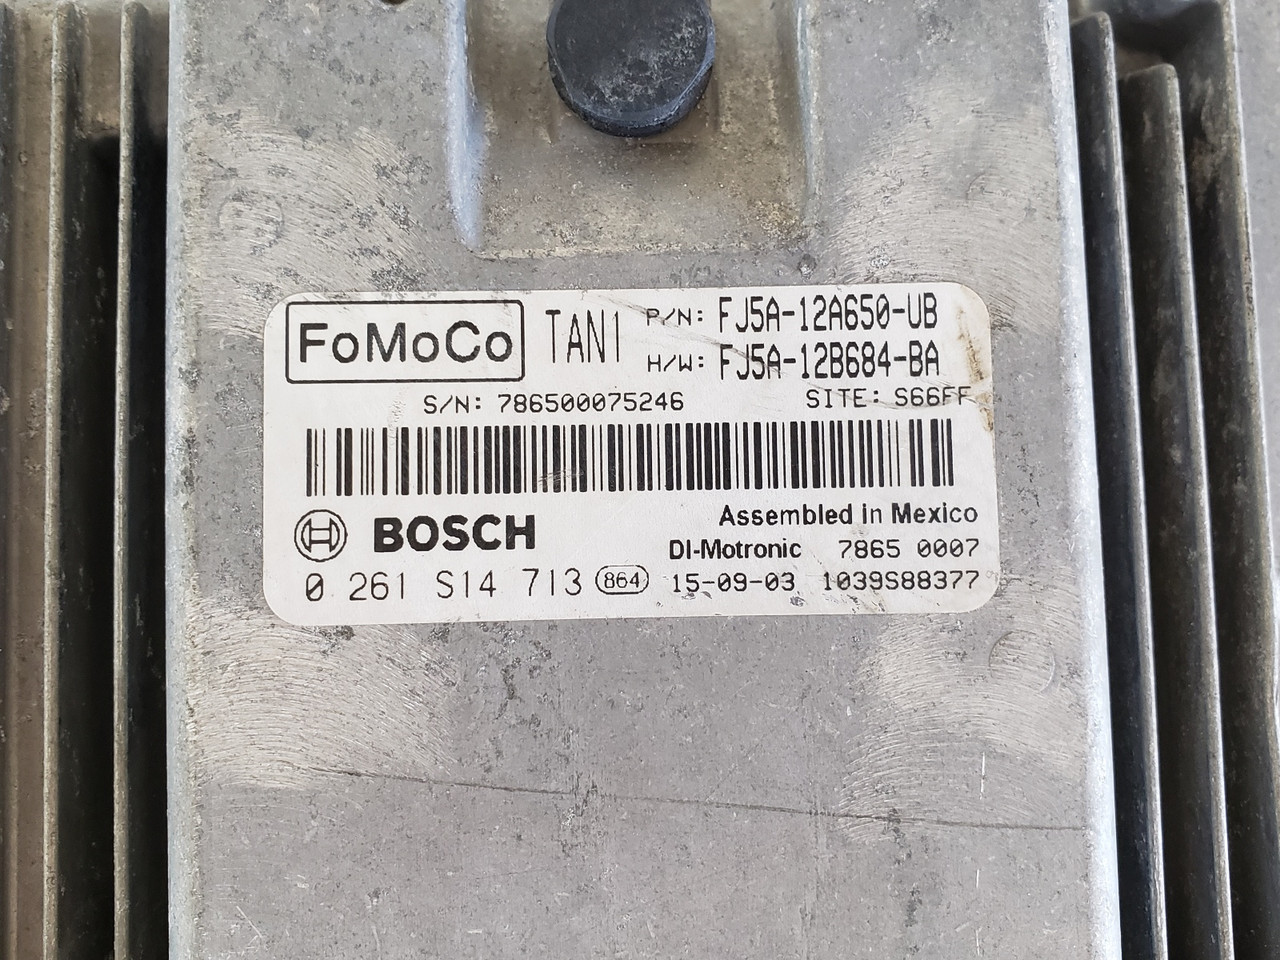 FoMoCo TAN1 P/N: FJ5A-12A650-UB
H/W: FJ5A-12B684-BA
S/N: 786500075246 SITE: S66FF
BOSCH Assembled in Mexico
DI-Motronic 7865 0007
0 261 S14 713 864 15-09-03 1039S88377